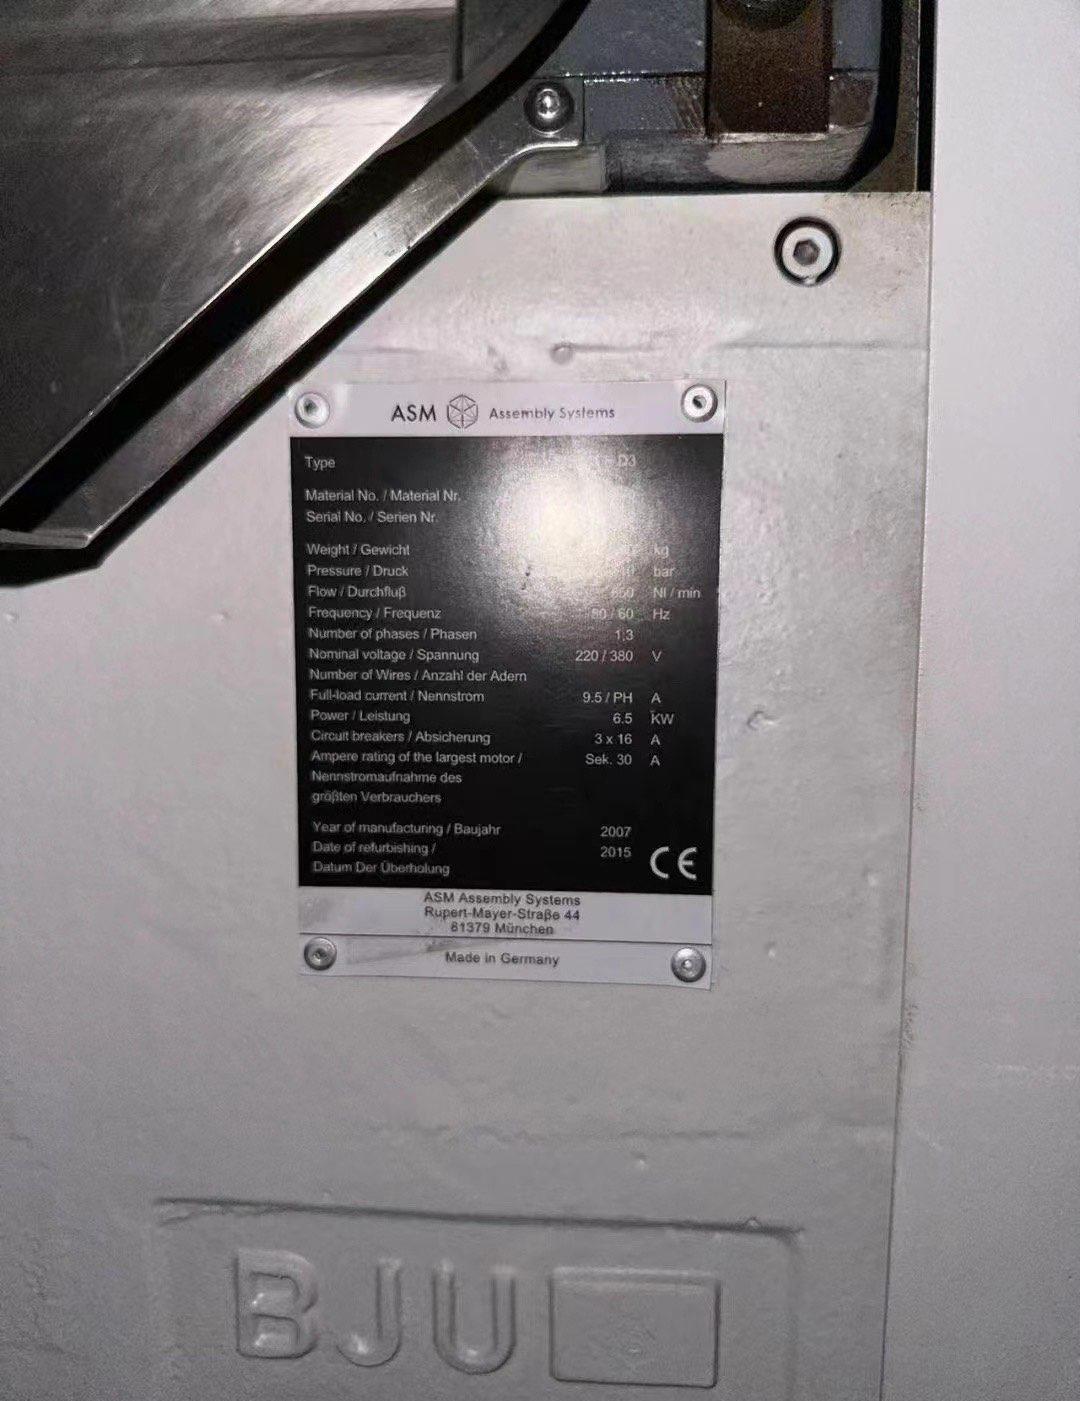 ASM Assembly Systems
Type D3
Material No. / Material Nr.
Serial No. / Serien Nr.
Weight / Gewicht kg
Pressure / Druck bar
Flow / Durchfluß Nl / min
Frequency / Frequenz 50 / 60 Hz
Number of phases / Phasen 1,3
Nominal voltage / Spannung 220 / 380 V
Number of Wires / Anzahl der Adern
Full-load current / Nennstrom 9.5 / PH A
Power / Leistung 6.5 KW
Circuit breakers / Absicherung 3 x 16 A
Ampere rating of the largest motor / Sek. 30 A
Nennstromaufnahme des
größten Verbrauchers
Year of manufacturing / Baujahr 2007
Date of refurbishing / 2015
Datum Der Überholung
CE
ASM Assembly Systems
Rupert-Mayer-Straße 44
81379 München
Made in Germany
BJU